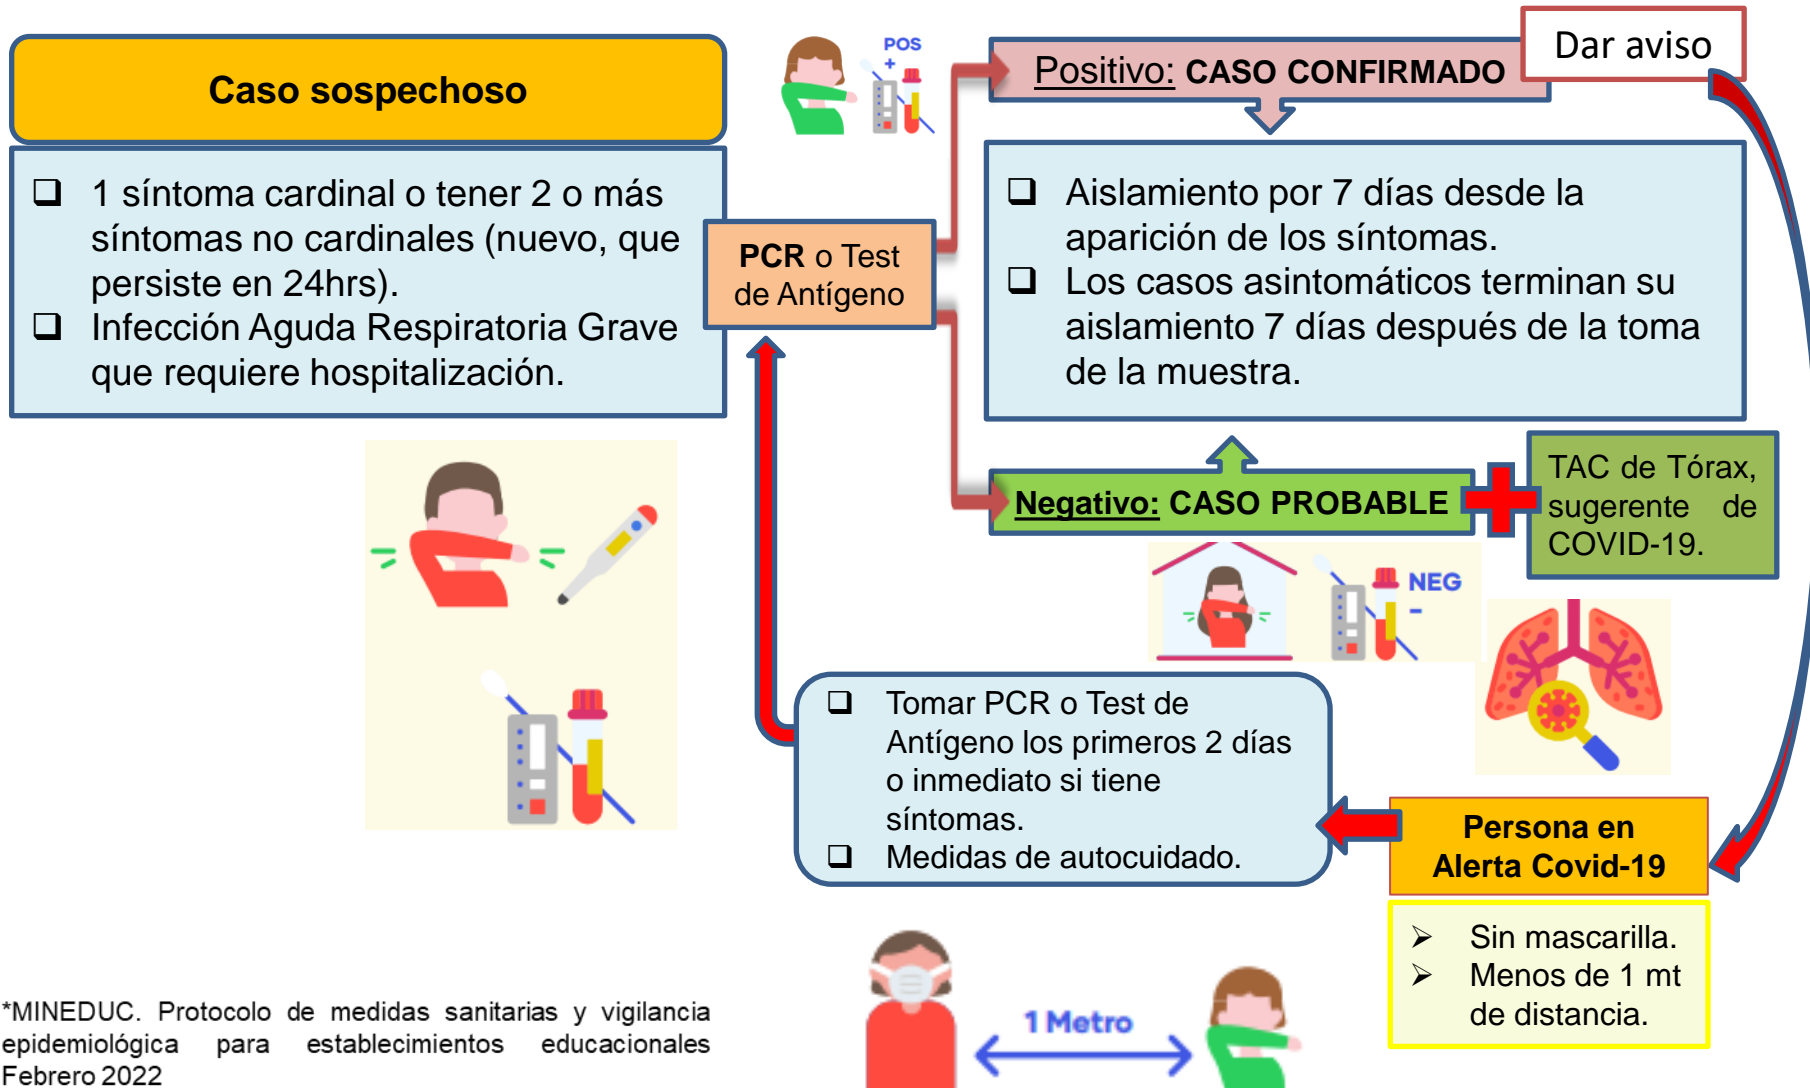 Caso sospechoso
❑ 1 síntoma cardinal o tener 2 o más
síntomas no cardinales (nuevo, que
persiste en 24hrs).
❑ Infección Aguda Respiratoria Grave
que requiere hospitalización.
PCR o Test
de Antígeno
POS
+
Positivo: CASO CONFIRMADO
Dar aviso
❑ Aislamiento por 7 días desde la
aparición de los síntomas.
❑ Los casos asintomáticos terminan su
aislamiento 7 días después de la toma
de la muestra.
Negativo: CASO PROBABLE
TAC de Tórax,
sugerente de
COVID-19.
NEG
-
❑ Tomar PCR o Test de
Antígeno los primeros 2 días
o inmediato si tiene
síntomas.
❑ Medidas de autocuidado.
Persona en
Alerta Covid-19
➢ Sin mascarilla.
➢ Menos de 1 mt
de distancia.
1 Metro
*MINEDUC. Protocolo de medidas sanitarias y vigilancia
epidemiológica para establecimientos educacionales
Febrero 2022